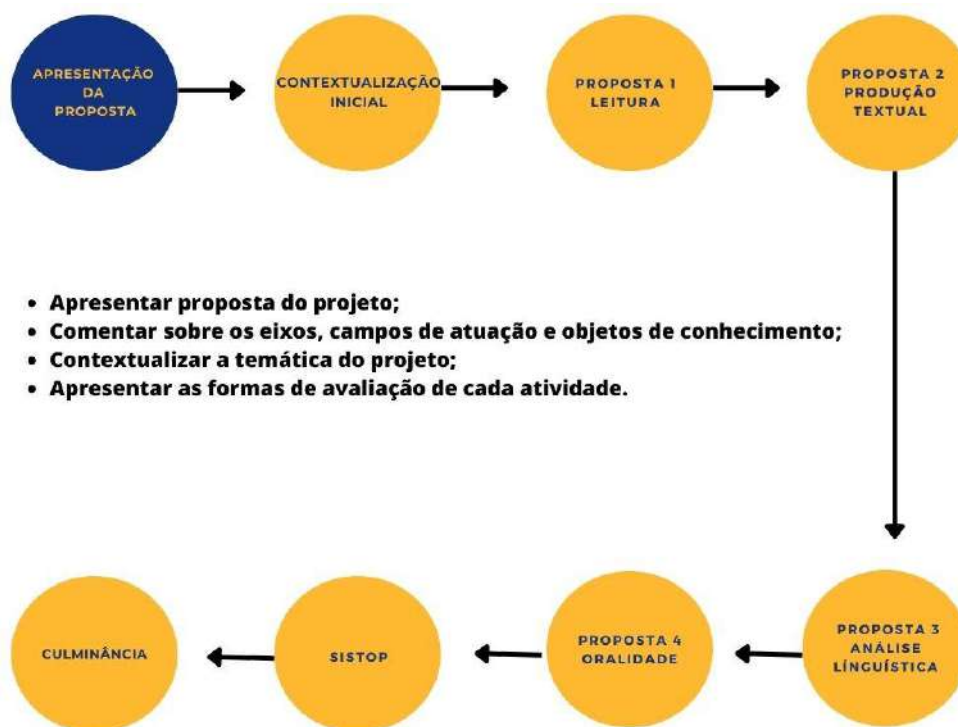 APRESENTAÇÃO
DA
PROPOSTA
CONTEXTUALIZAÇÃO
INICIAL
PROPOSTA 1
LEITURA
PROPOSTA 2
PRODUÇÃO
TEXTUAL
• Apresentar proposta do projeto;
• Comentar sobre os eixos, campos de atuação e objetos de conhecimento;
• Contextualizar a temática do projeto;
• Apresentar as formas de avaliação de cada atividade.
PROPOSTA 3
ANÁLISE
LÍNGUÍSTICA
PROPOSTA 4
ORALIDADE
SISTOP
CULMINÂNCIA